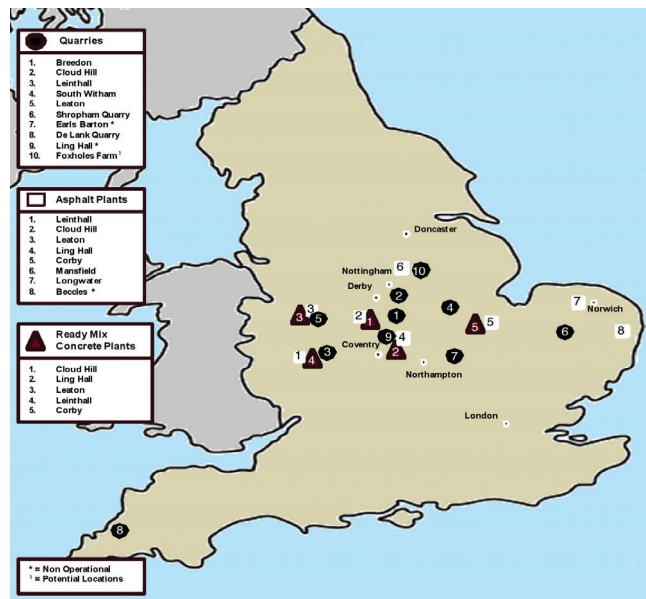 Quarries
1. Breedon
2. Cloud Hill
3. Leinthall
4. South Witham
5. Leaton
6. Shropham Quarry
7. Earls Barton *
8. De Lank Quarry
9. Ling Hall *
10. Foxholes Farm ¹
Asphalt Plants
1. Leinthall
2. Cloud Hill
3. Leaton
4. Ling Hall
5. Corby
6. Mansfield
7. Longwater
8. Beccles *
Ready Mix
Concrete Plants
1. Cloud Hill
2. Ling Hall
3. Leaton
4. Leinthall
5. Corby
Doncaster
Nottingham 6 10
Derby 2
3 3 5
2 1 1
4
5 5
7 Norwich
6 8
9 4
Coventry 2
1 4 3
7
Northampton
London
8
* = Non Operational
¹ = Potential Locations